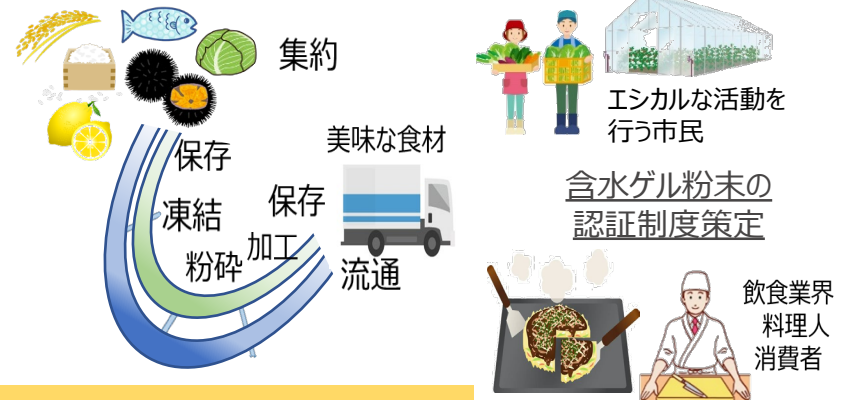 集約
保存
凍結
粉砕
加工
保存
美味な食材
流通
エシカルな活動を
行う市民
含水ゲル粉末の
認証制度策定
飲食業界
料理人
消費者